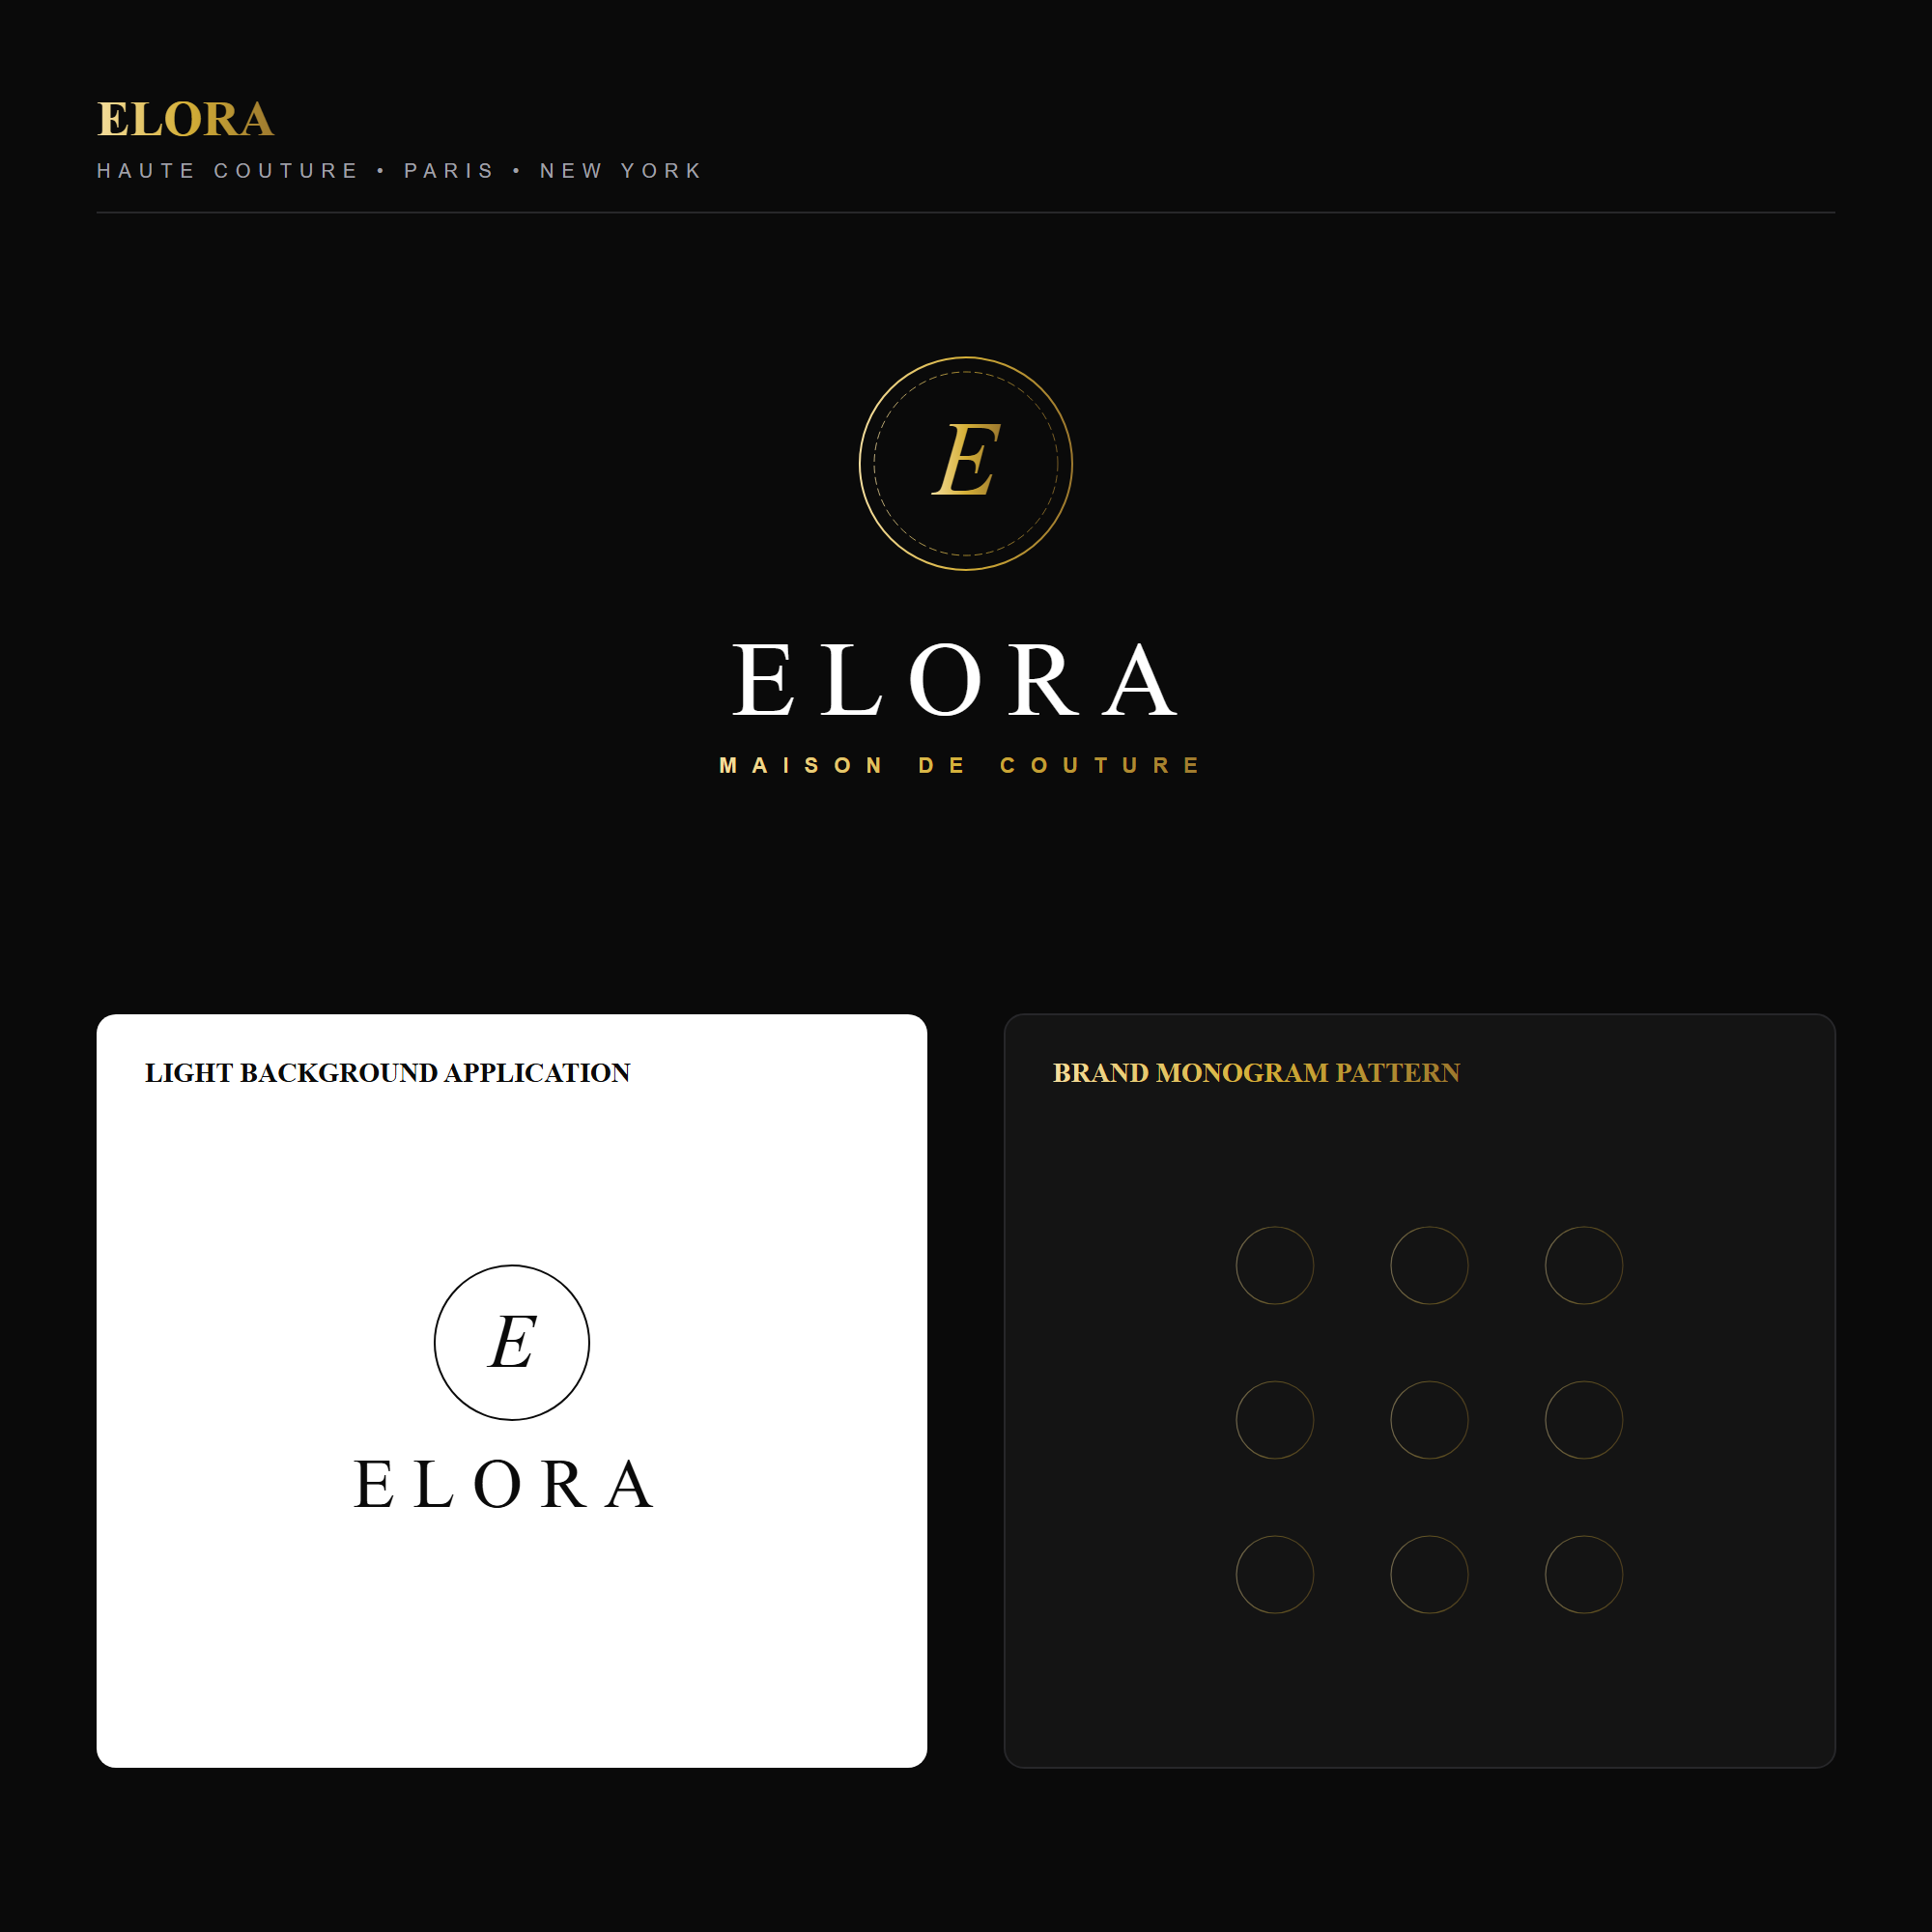 ELORA
HAUTE COUTURE • PARIS • NEW YORK
E
ELORA
MAISON DE COUTURE
LIGHT BACKGROUND APPLICATION
E
ELORA
BRAND MONOGRAM PATTERN